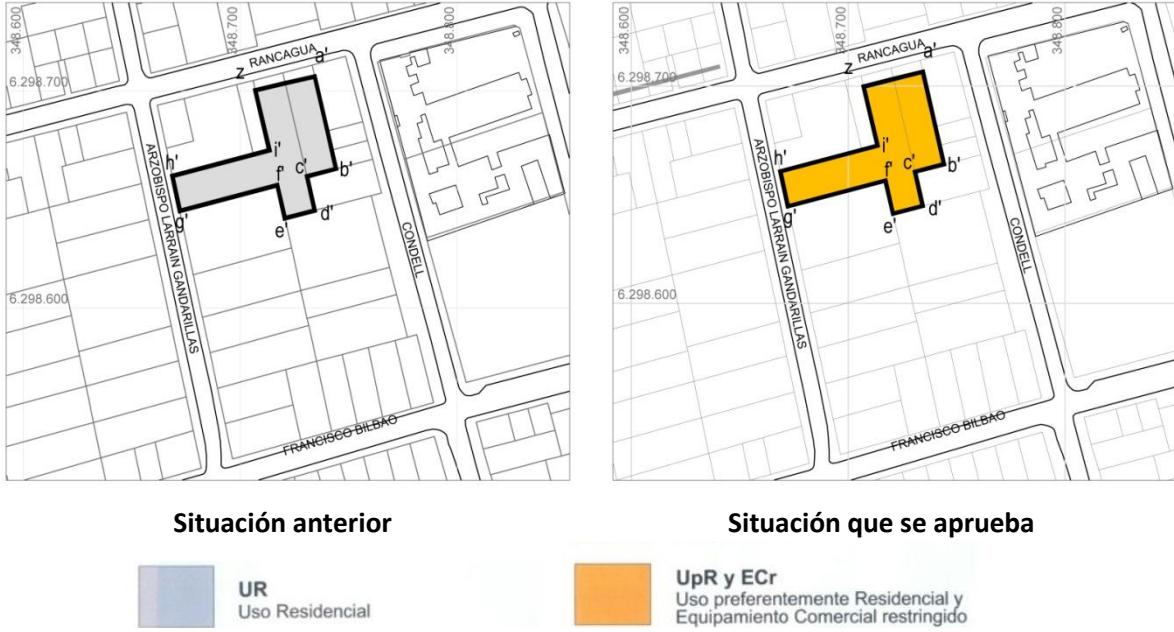 348.600
348.700
348.800
RANCAGUA
z
a'
6.298.700
h'
i'
f'
c'
b'
g'
e'
d'
ARZOBISPO LARRAIN GANDARILLAS
CONDELL
6.298.600
FRANCISCO BILBAO
348.600
348.700
348.800
RANCAGUA
z
a'
6.298.700
h'
i'
f'
c'
b'
g'
e'
d'
ARZOBISPO LARRAIN GANDARILLAS
CONDELL
6.298.600
FRANCISCO BILBAO
Situación anterior
Situación que se aprueba
UR
Uso Residencial
UpR y ECr
Uso preferentemente Residencial y
Equipamiento Comercial restringido